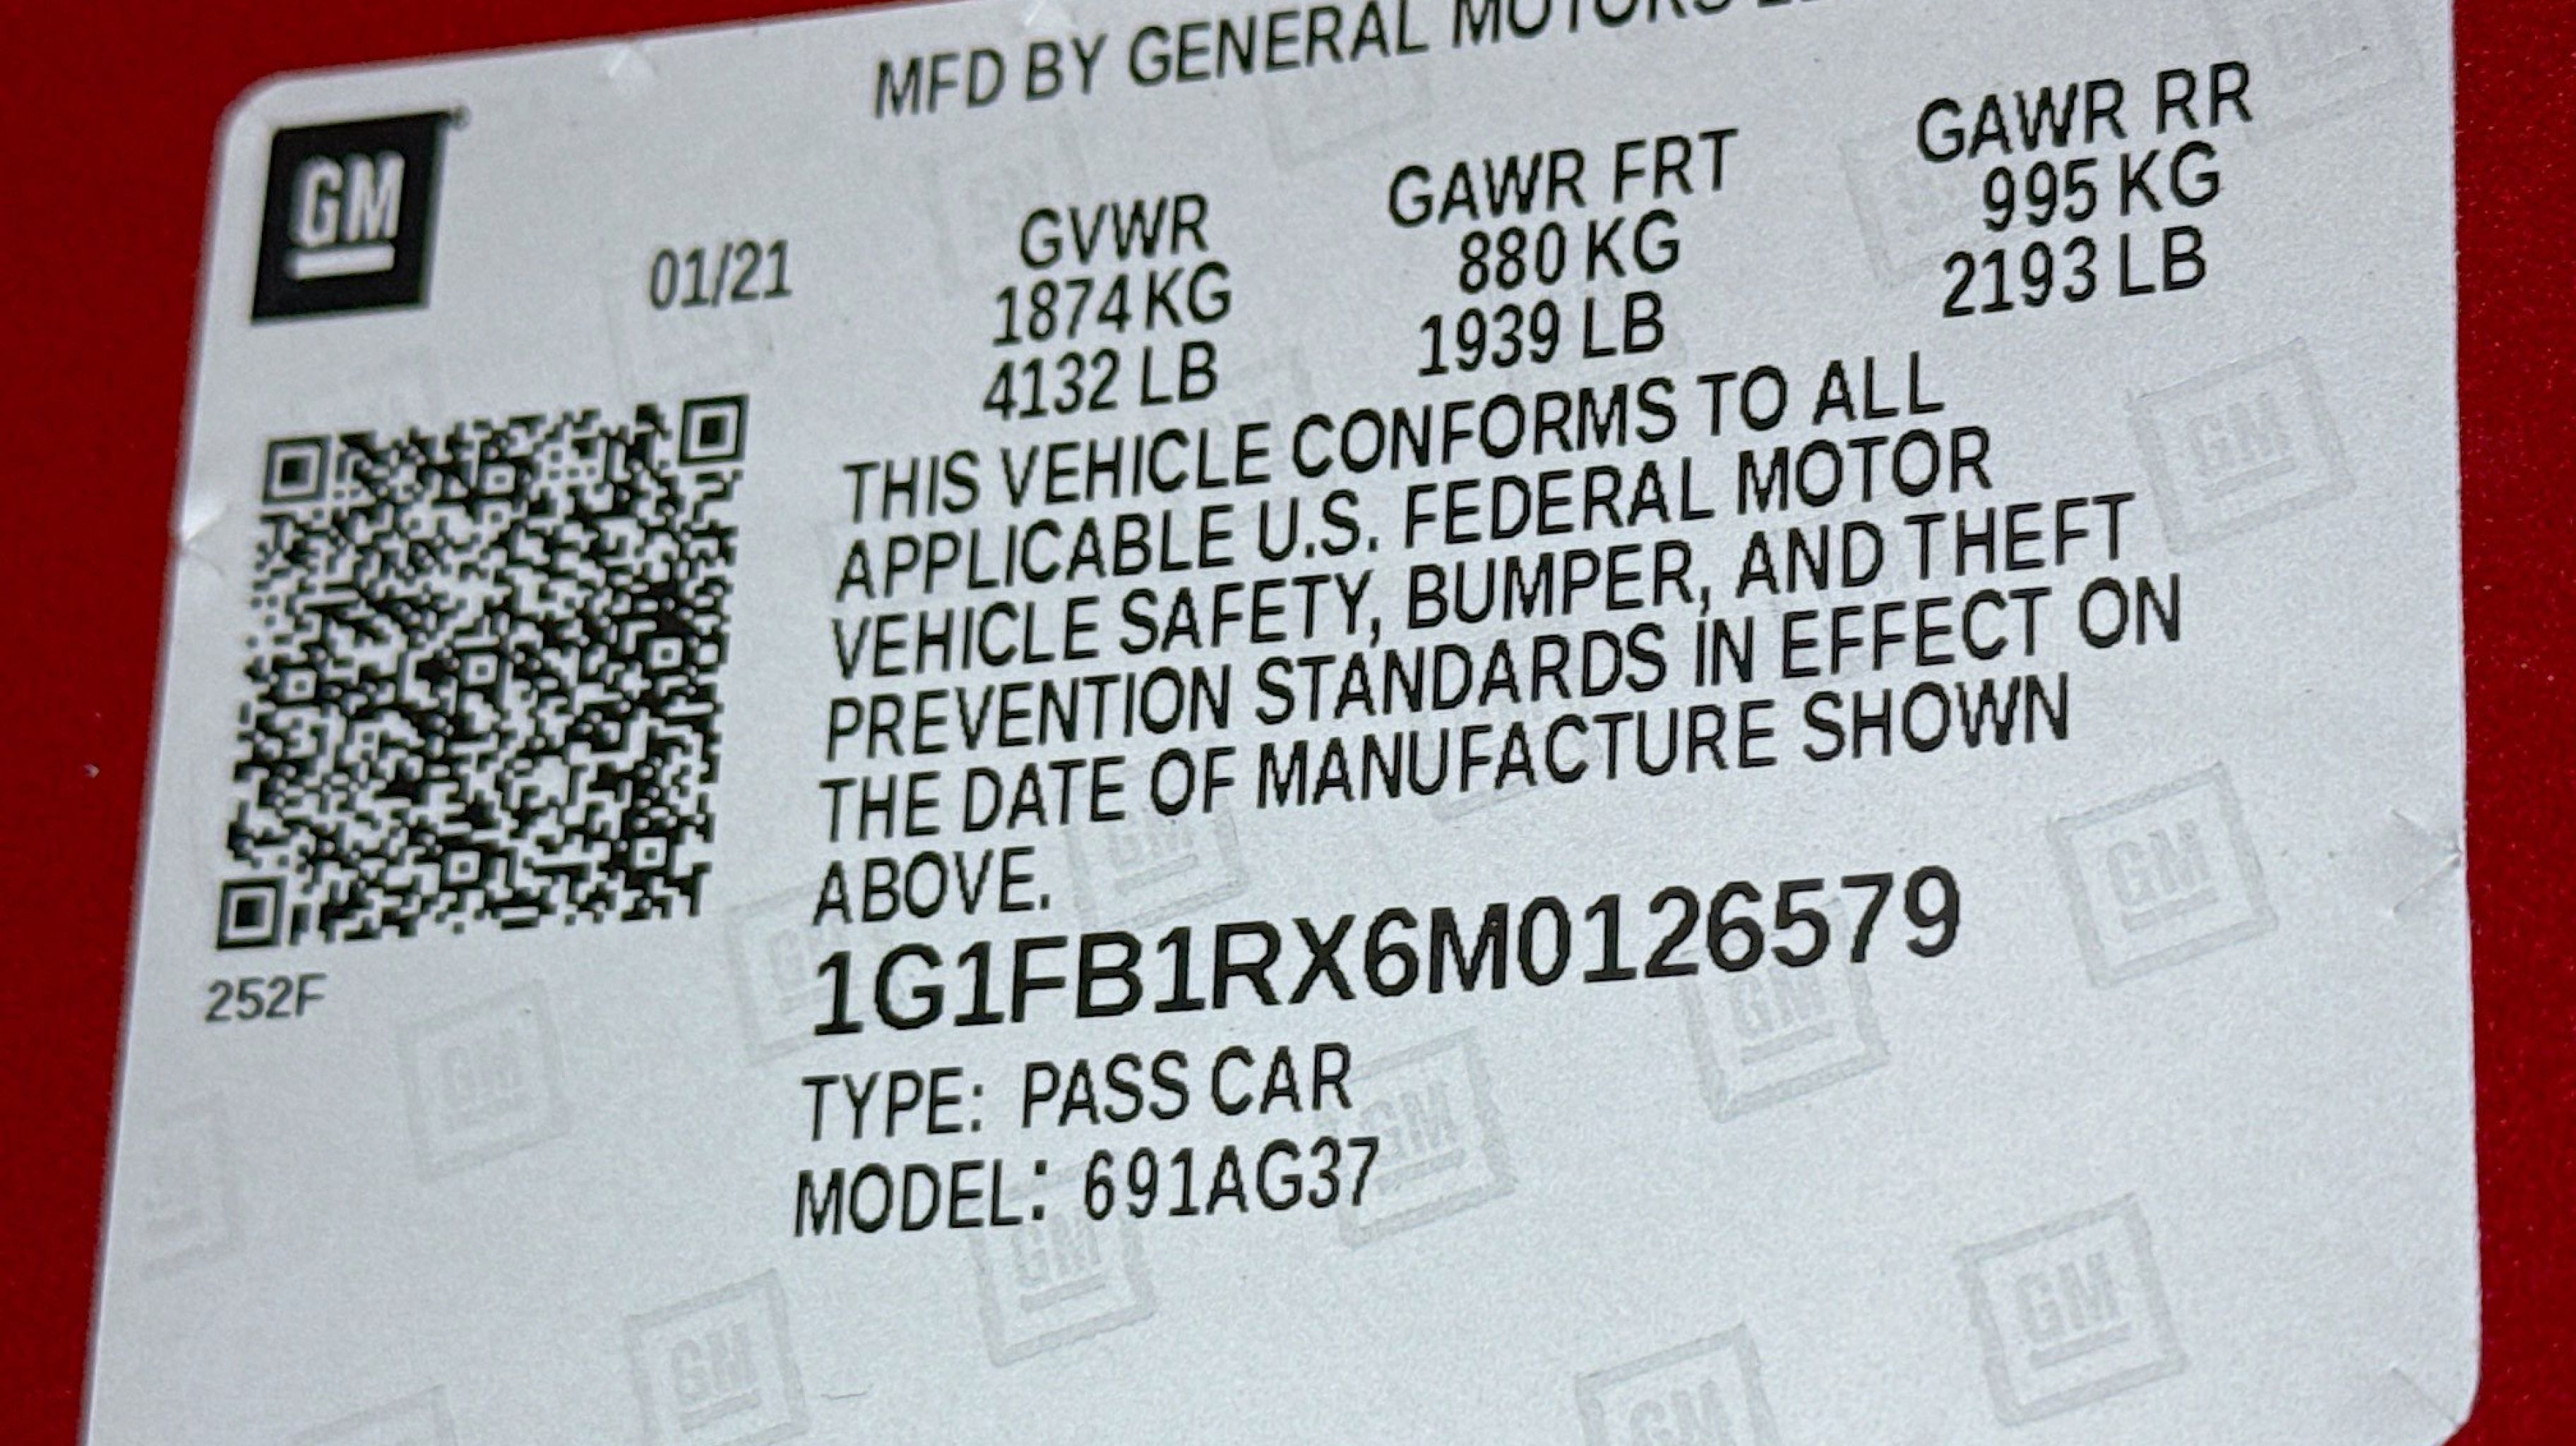 MFD BY GENERAL MOTORS
GM
01/21
GVWR
1874 KG
4132 LB
GAWR FRT
880 KG
1939 LB
GAWR RR
995 KG
2193 LB
THIS VEHICLE CONFORMS TO ALL
APPLICABLE U.S. FEDERAL MOTOR
VEHICLE SAFETY, BUMPER, AND THEFT
PREVENTION STANDARDS IN EFFECT ON
THE DATE OF MANUFACTURE SHOWN
ABOVE.
252F
1G1FB1RX6M0126579
TYPE: PASS CAR
MODEL: 691AG37